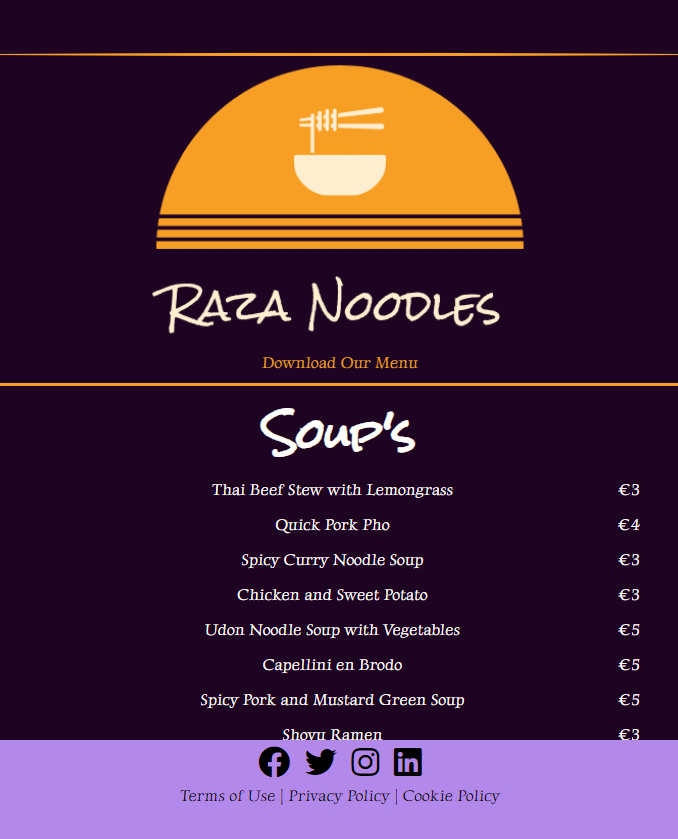 Raza Noodles
Download Our Menu
Soup's
Thai Beef Stew with Lemongrass €3
Quick Pork Pho €4
Spicy Curry Noodle Soup €3
Chicken and Sweet Potato €3
Udon Noodle Soup with Vegetables €5
Capellini en Brodo €5
Spicy Pork and Mustard Green Soup €5
Shoyu Ramen €3
Terms of Use | Privacy Policy | Cookie Policy